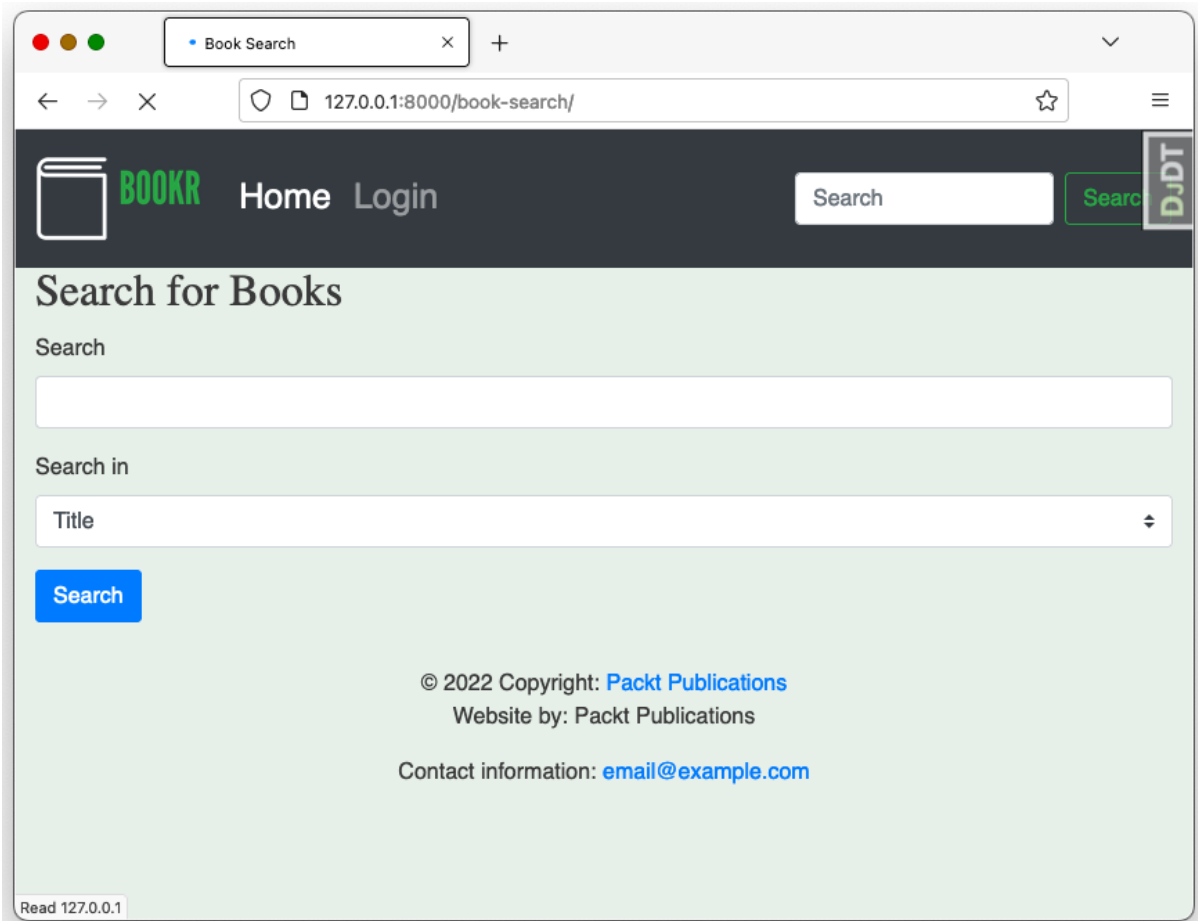 Book Search
127.0.0.1:8000/book-search/
BOOKR Home Login Search Searc
DJDT
Search for Books
Search
Search in
Title
Search
© 2022 Copyright: Packt Publications
Website by: Packt Publications
Contact information: email@example.com
Read 127.0.0.1